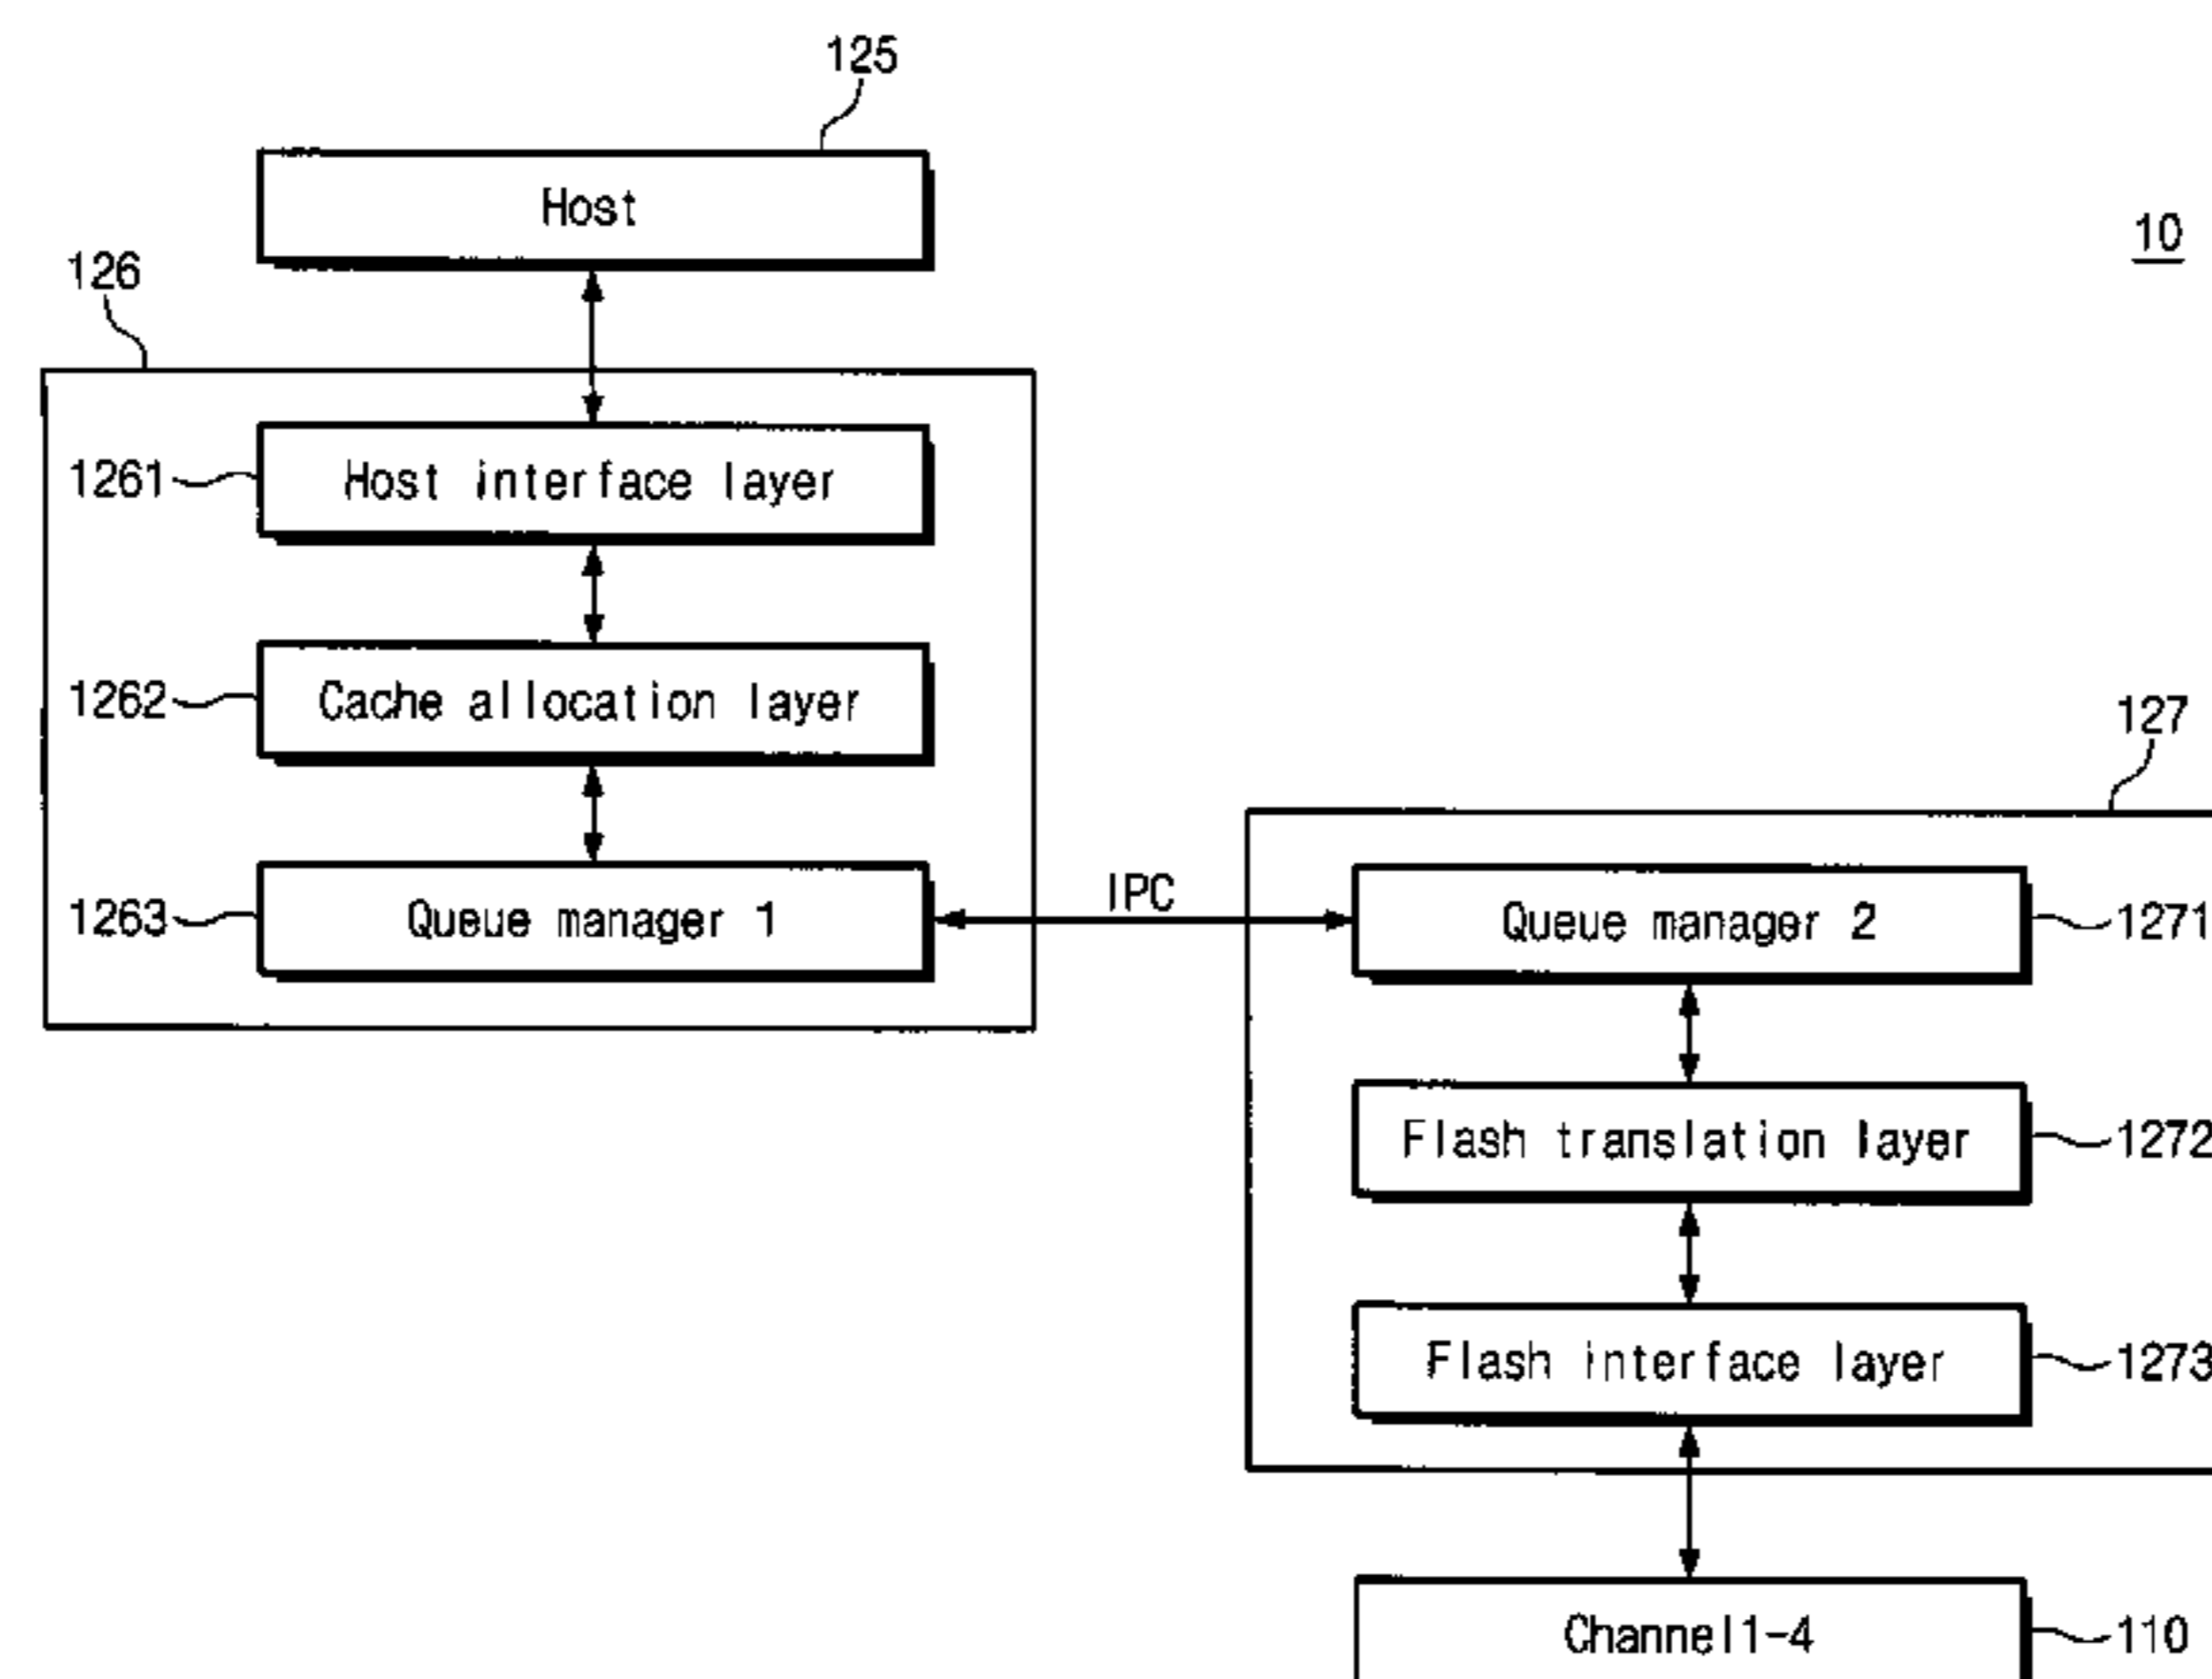 125
Host
10
126
1261
Host interface layer
1262
Cache allocation layer
127
1263
Queue manager 1
IPC
Queue manager 2
1271
Flash translation layer
1272
Flash interface layer
1273
Channel1-4
110